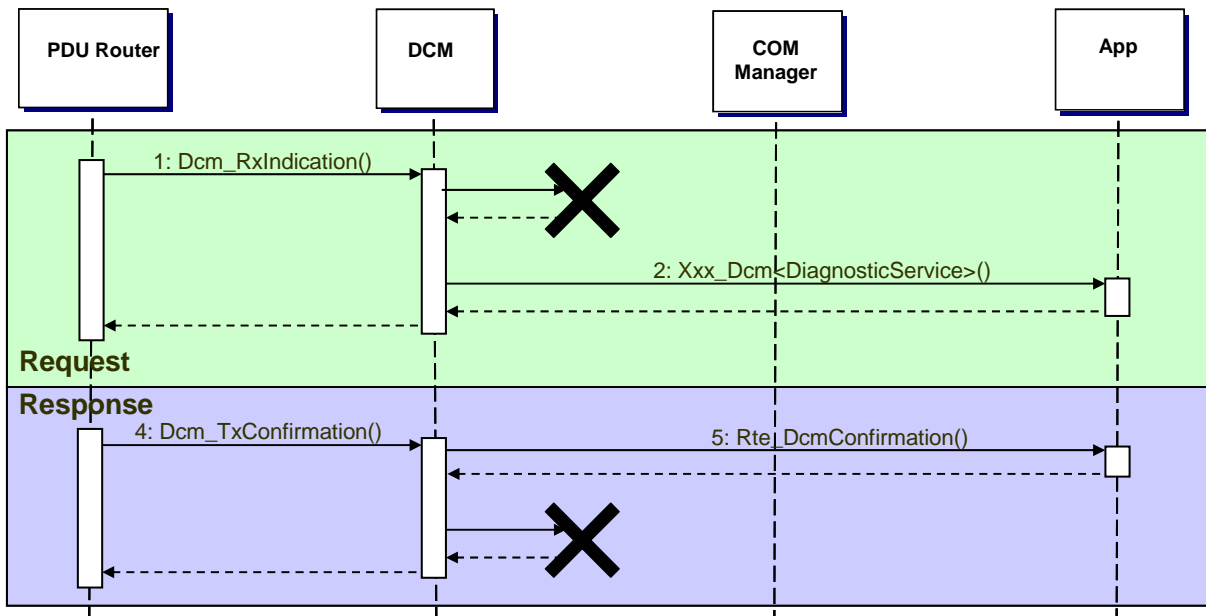 PDU Router
DCM
COM
Manager
App
1: Dcm_RxIndication()
2: Xxx_Dcm<DiagnosticService>()
Request
Response
4: Dcm_TxConfirmation()
5: Rte_DcmConfirmation()